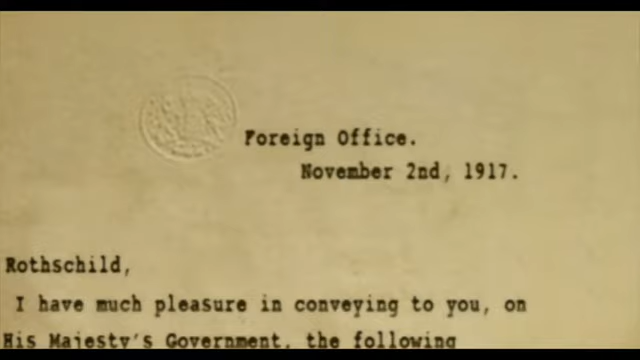 Foreign Office.
November 2nd, 1917.
Rothschild,
I have much pleasure in conveying to you, on
His Majesty's Government, the following